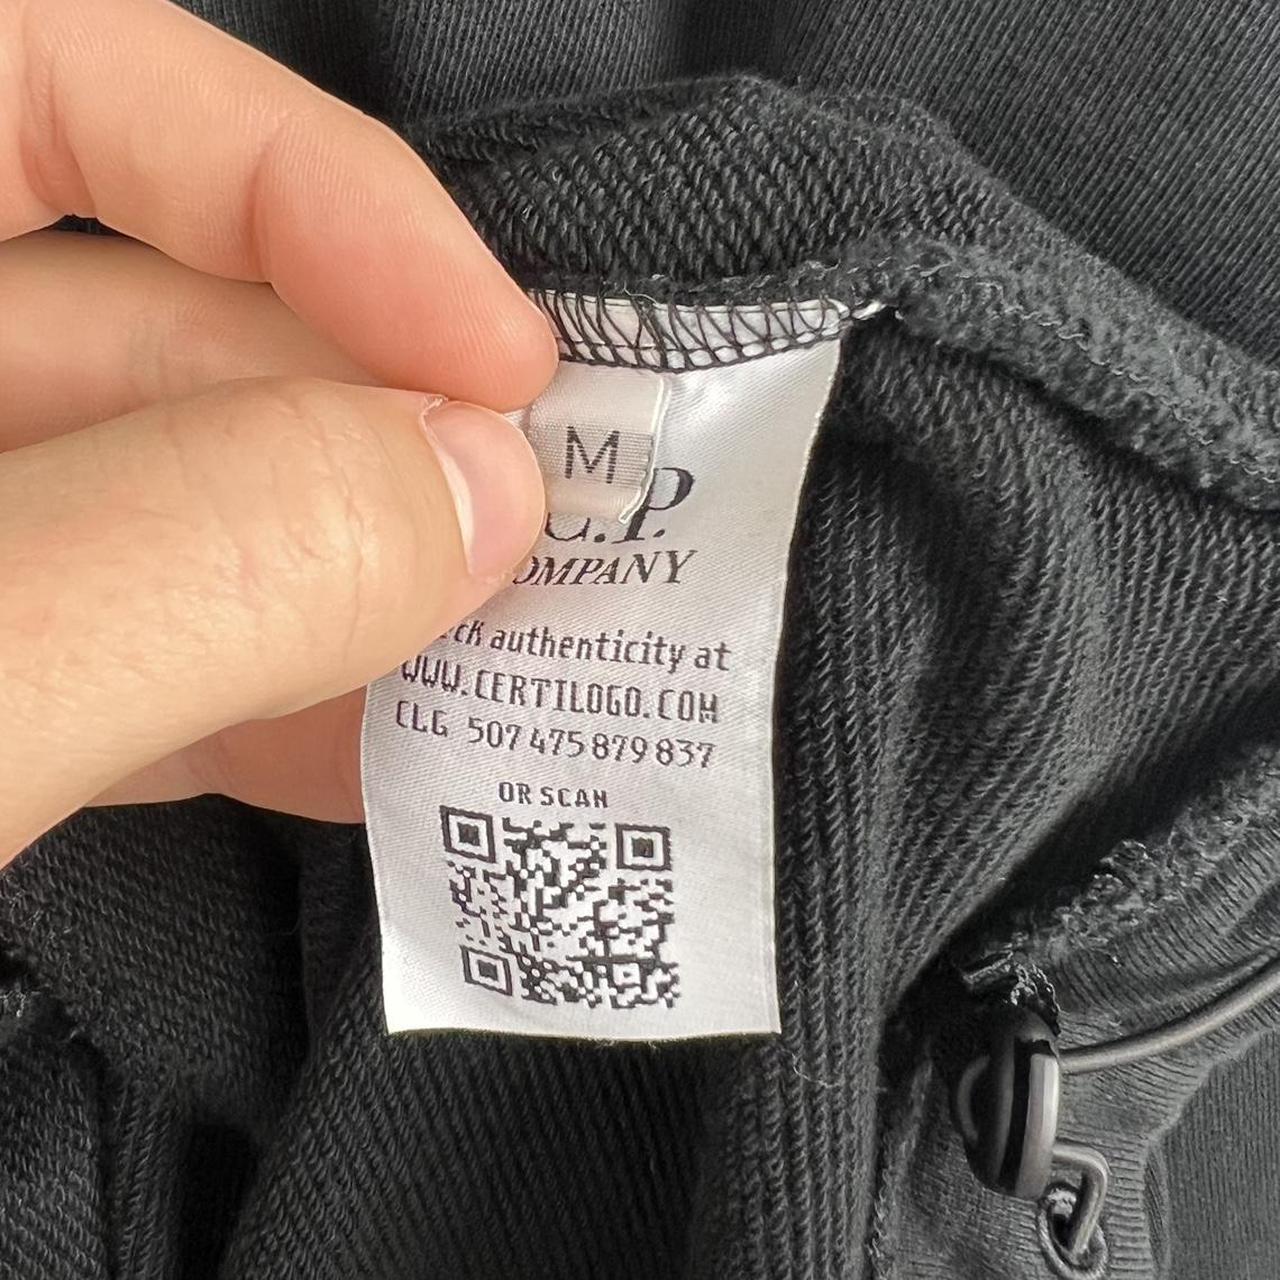 M
C.P.
COMPANY
authenticity at
WWW.CERTILOGO.COM
CLG 507 475 879 837
OR SCAN